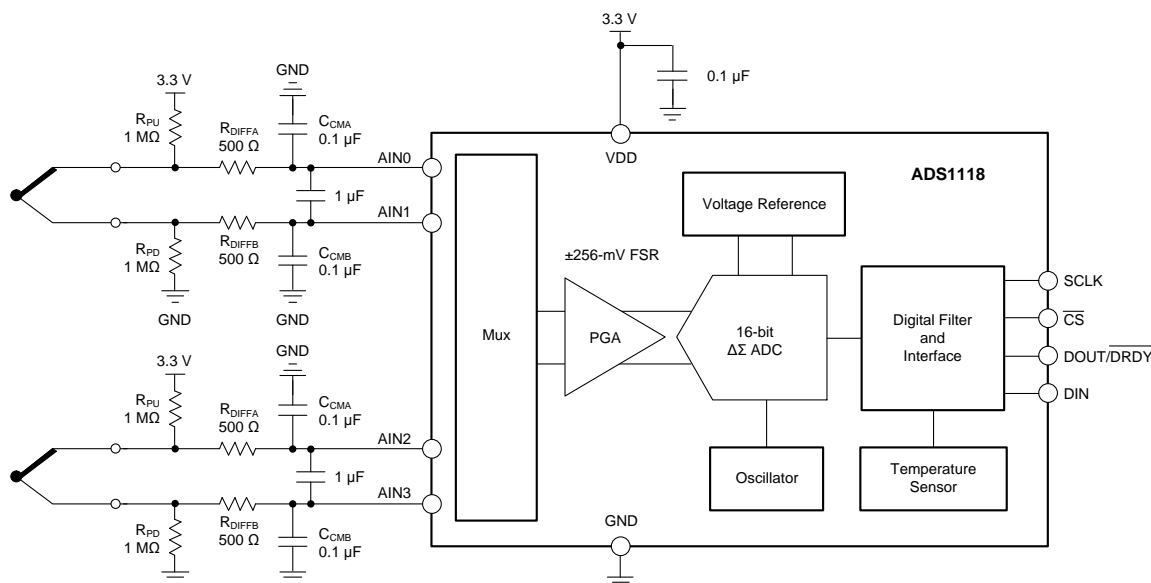 3.3 V
0.1 µF
VDD
ADS1118
GND
3.3 V
R_PU
1 MΩ
R_DIFFA
500 Ω
C_CMA
0.1 µF
AIN0
1 µF
AIN1
R_PD
1 MΩ
R_DIFFB
500 Ω
C_CMB
0.1 µF
GND
GND
Mux
±256-mV FSR
PGA
Voltage Reference
16-bit
ΔΣ ADC
Digital Filter
and
Interface
SCLK
CS
DOUT/DRDY
DIN
Oscillator
Temperature
Sensor
GND
GND
3.3 V
R_PU
1 MΩ
R_DIFFA
500 Ω
C_CMA
0.1 µF
AIN2
1 µF
AIN3
R_PD
1 MΩ
R_DIFFB
500 Ω
C_CMB
0.1 µF